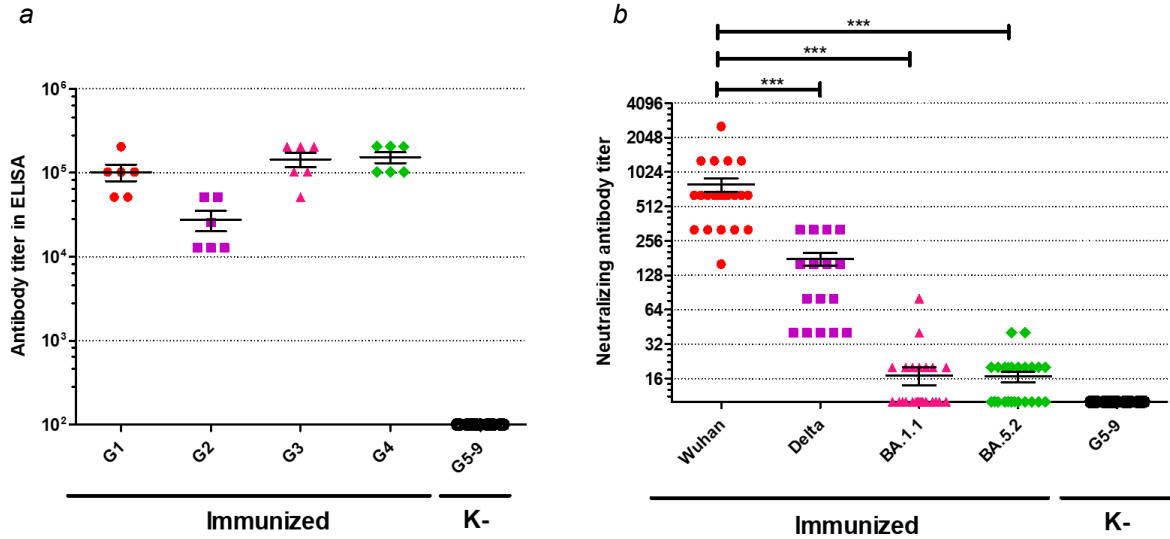 a
Antibody titer in ELISA
10^6
10^5
10^4
10^3
10^2
G1
G2
G3
G4
G5-9
Immunized
K-
b
***
***
***
Neutralizing antibody titer
4096
2048
1024
512
256
128
64
32
16
Wuhan
Delta
BA.1.1
BA.5.2
G5-9
Immunized
K-